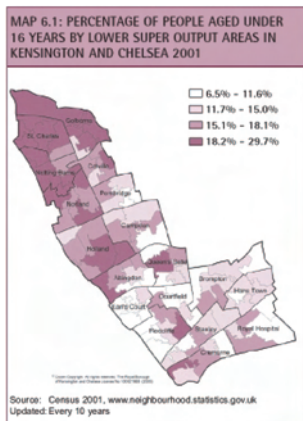 MAP 6.1: PERCENTAGE OF PEOPLE AGED UNDER
16 YEARS BY LOWER SUPER OUTPUT AREAS IN
KENSINGTON AND CHELSEA 2001
6.5% - 11.6%
11.7% - 15.0%
15.1% - 18.1%
18.2% - 29.7%
Golborne
St. Charles
Colville
Notting Barns
Pembridge
Norland
Campden
Holland
Queen's Gate
Abingdon
Brompton
Hans Town
Earl's Court
Courtfield
Redcliffe
Stanley
Royal Hospital
Cremorne
Source: Census 2001, www.neighbourhood.statistics.gov.uk
Updated: Every 10 years